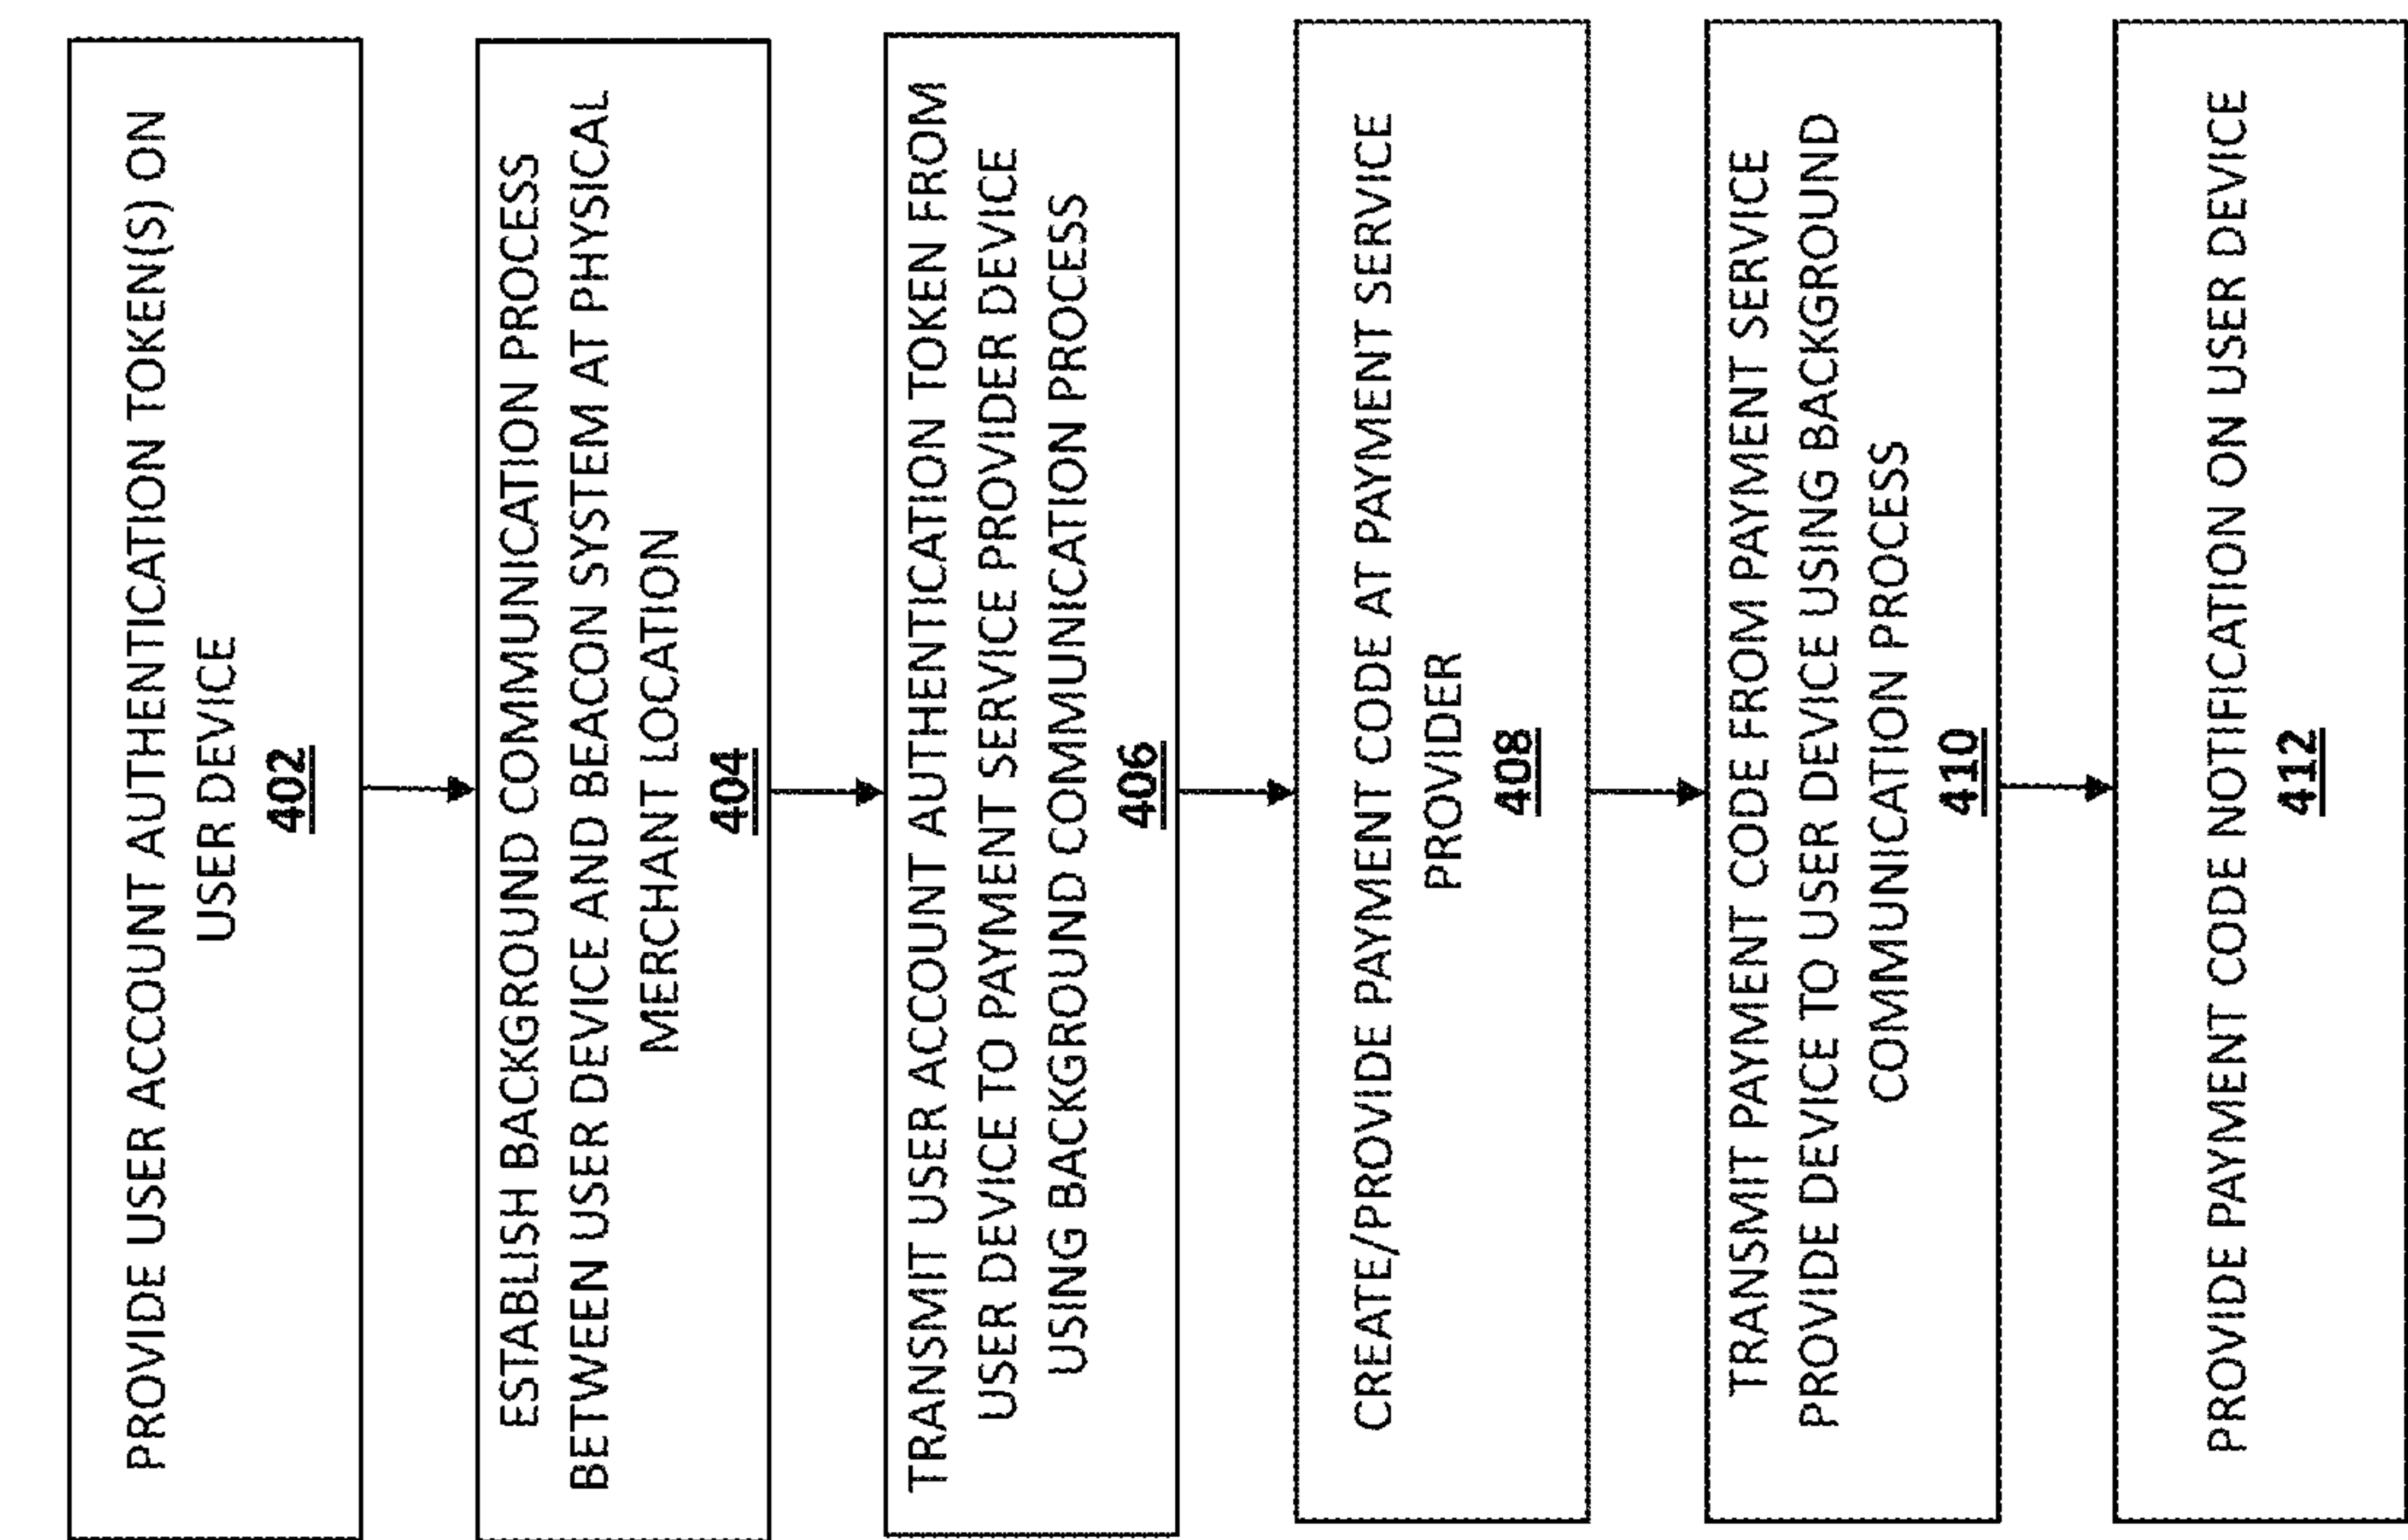 PROVIDE USER ACCOUNT AUTHENTICATION TOKEN(S) ON
USER DEVICE
402
ESTABLISH BACKGROUND COMMUNICATION PROCESS
BETWEEN USER DEVICE AND BEACON SYSTEM AT PHYSICAL
MERCHANT LOCATION
404
TRANSMIT USER ACCOUNT AUTHENTICATION TOKEN FROM
USER DEVICE TO PAYMENT SERVICE PROVIDER DEVICE
USING BACKGROUND COMMUNICATION PROCESS
406
CREATE/PROVIDE PAYMENT CODE AT PAYMENT SERVICE
PROVIDER
408
TRANSMIT PAYMENT CODE FROM PAYMENT SERVICE
PROVIDE DEVICE TO USER DEVICE USING BACKGROUND
COMMUNICATION PROCESS
410
PROVIDE PAYMENT CODE NOTIFICATION ON USER DEVICE
412